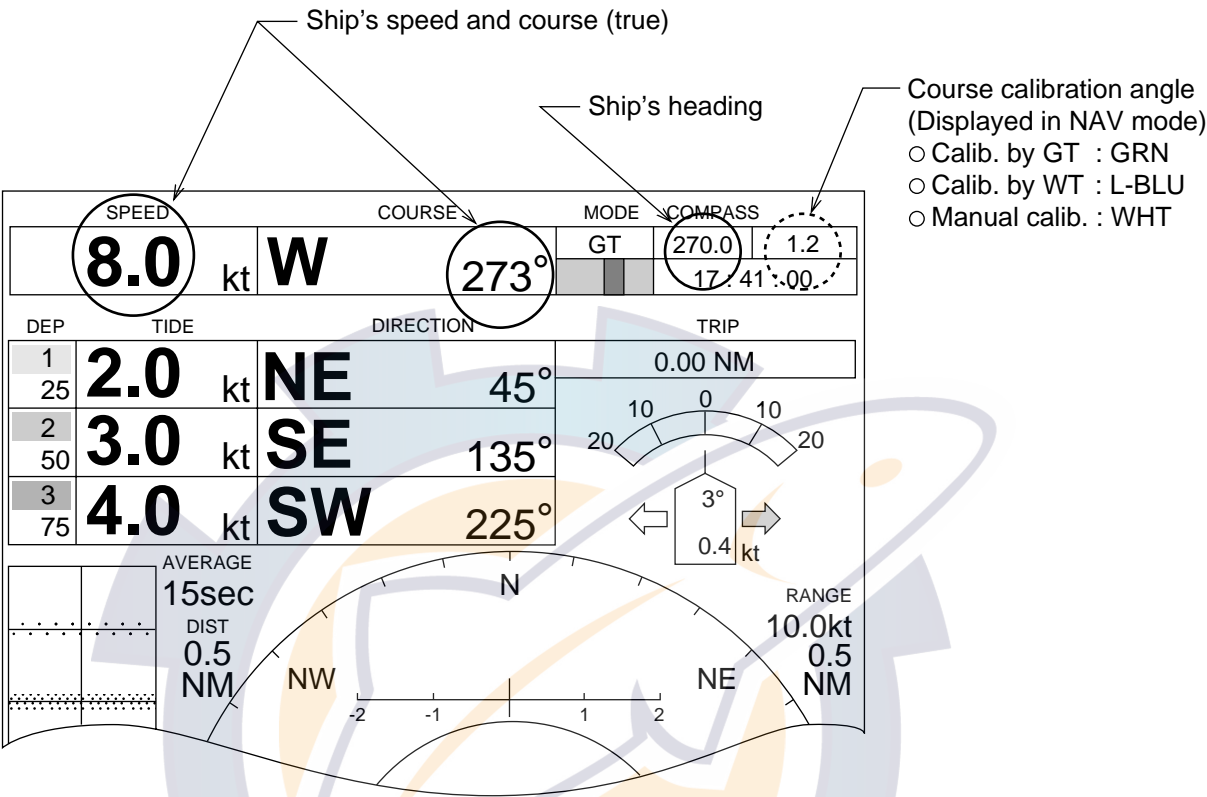 Ship's speed and course (true)
Ship's heading
Course calibration angle
(Displayed in NAV mode)
○ Calib. by GT : GRN
○ Calib. by WT : L-BLU
○ Manual calib. : WHT
SPEED COURSE MODE COMPASS
8.0 kt W 273° GT 270.0 1.2
17 : 41 : 00
DEP TIDE DIRECTION TRIP
1 25 2.0 kt NE 45° 0.00 NM
2 50 3.0 kt SE 135°
3 75 4.0 kt SW 225°
20 10 0 10 20
3°
0.4 kt
AVERAGE
15sec
DIST
0.5
NM
N
NW NE
-2 -1 1 2
RANGE
10.0kt
0.5
NM